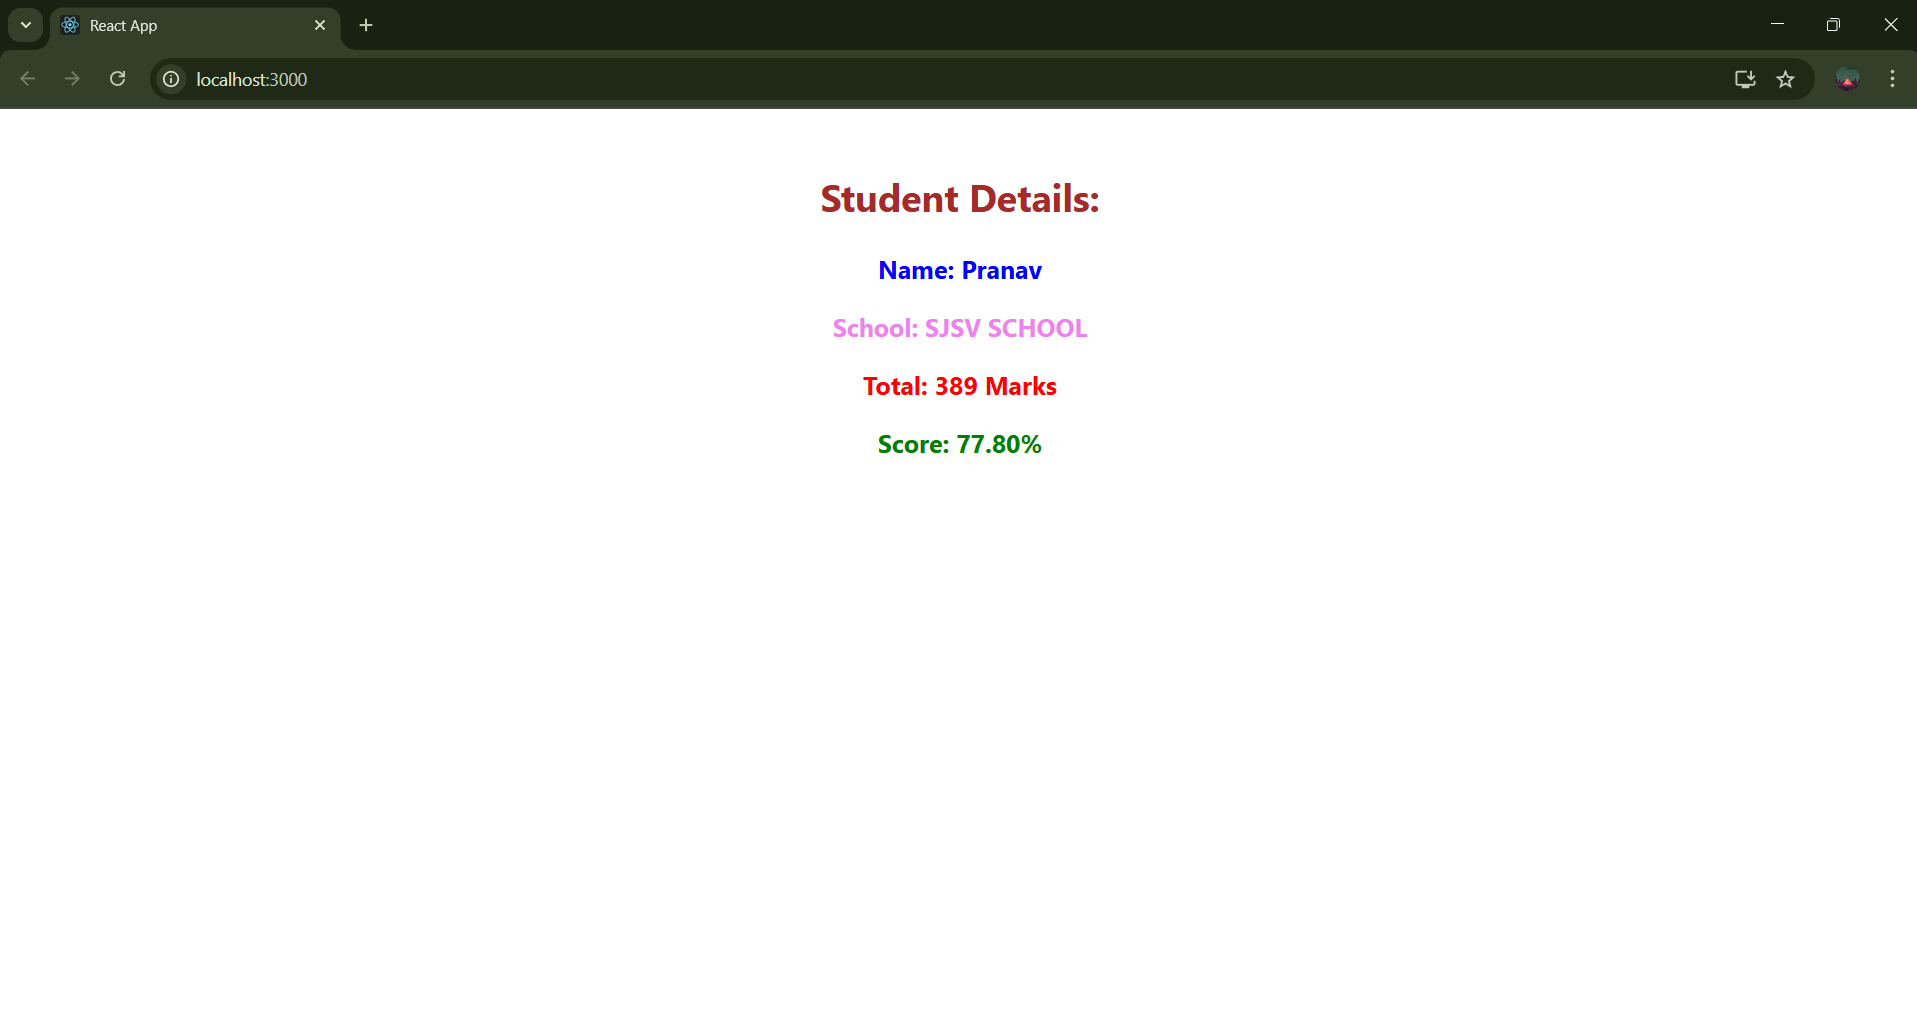 React App
localhost:3000
Student Details:
Name: Pranav
School: SJSV SCHOOL
Total: 389 Marks
Score: 77.80%